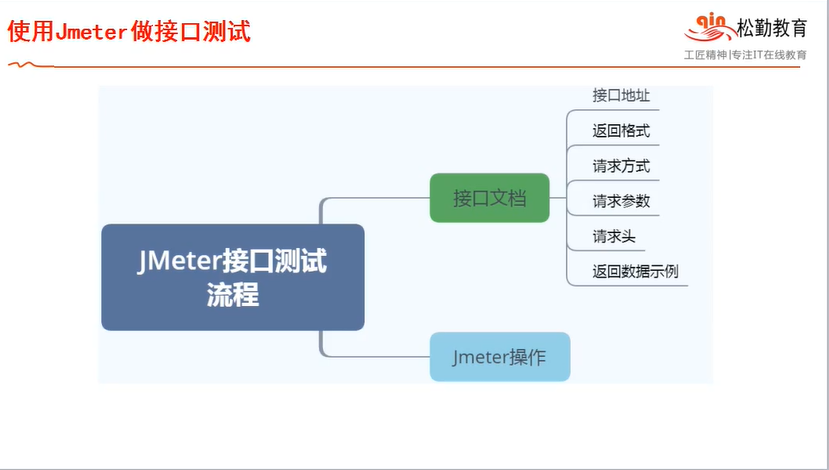 使用Jmeter做接口测试
qin
松勤教育
工匠精神|专注IT在线教育
JMeter接口测试
流程
接口文档
接口地址
返回格式
请求方式
请求参数
请求头
返回数据示例
Jmeter操作